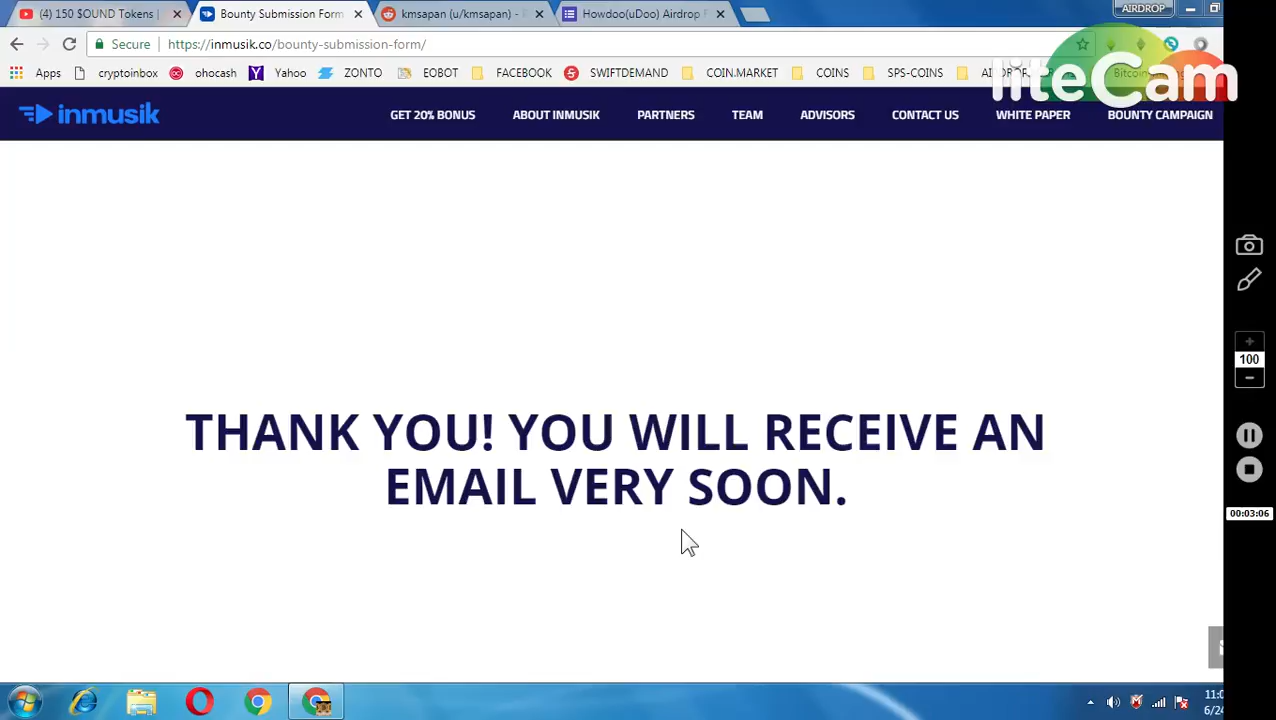 (4) 150 $OUND Tokens |
Bounty Submission Form
kmsapan (u/kmsapan) -
Howdoo(uDoo) Airdrop F
AIRDROP
Secure
https://inmusik.co/bounty-submission-form/
Apps
cryptoinbox
ohocash
Yahoo
ZONTO
EOBOT
FACEBOOK
SWIFTDEMAND
COIN.MARKET
COINS
SPS-COINS
liteCam
inmusik
GET 20% BONUS
ABOUT INMUSIK
PARTNERS
TEAM
ADVISORS
CONTACT US
WHITE PAPER
BOUNTY CAMPAIGN
THANK YOU! YOU WILL RECEIVE AN
EMAIL VERY SOON.
100
00:03:06